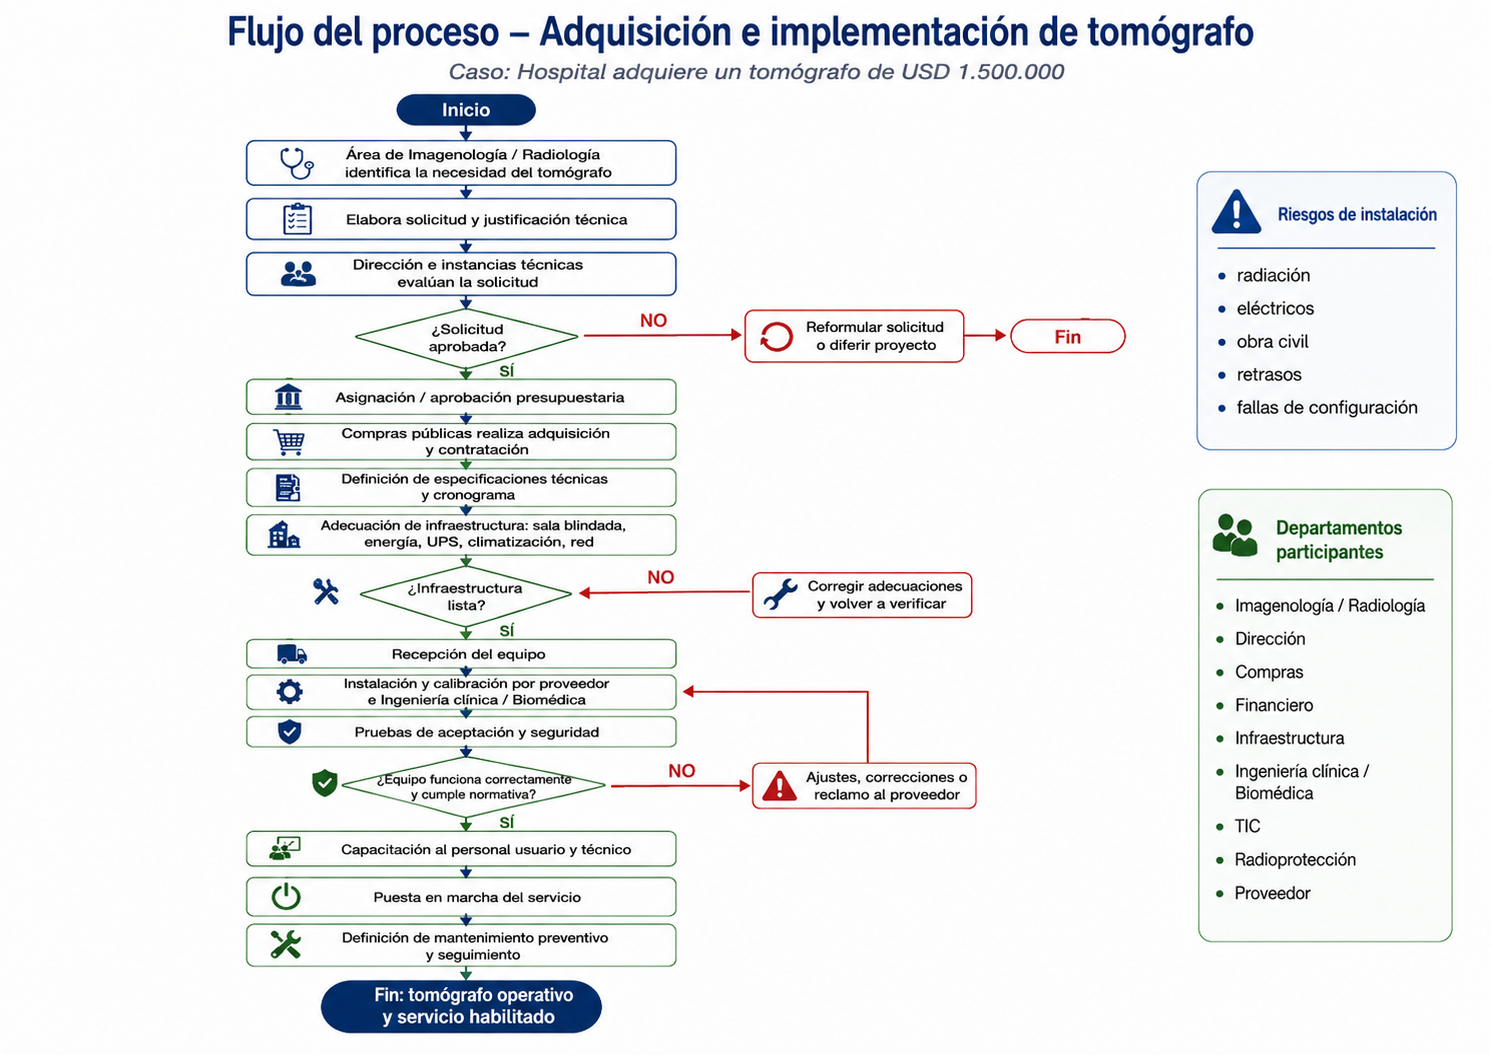 Flujo del proceso – Adquisición e implementación de tomógrafo
Caso: Hospital adquiere un tomógrafo de USD 1.500.000
Inicio
Área de Imagenología / Radiología
identifica la necesidad del tomógrafo
Elabora solicitud y justificación técnica
Dirección e instancias técnicas
evalúan la solicitud
¿Solicitud
aprobada?
NO
Reformular solicitud
o diferir proyecto
Fin
SÍ
Asignación / aprobación presupuestaria
Compras públicas realiza adquisición
y contratación
Definición de especificaciones técnicas
y cronograma
Adecuación de infraestructura: sala blindada,
energía, UPS, climatización, red
¿Infraestructura
lista?
NO
Corregir adecuaciones
y volver a verificar
SÍ
Recepción del equipo
Instalación y calibración por proveedor
e Ingeniería clínica / Biomédica
Pruebas de aceptación y seguridad
¿Equipo funciona correctamente
y cumple normativa?
NO
Ajustes, correcciones o
reclamo al proveedor
SÍ
Capacitación al personal usuario y técnico
Puesta en marcha del servicio
Definición de mantenimiento preventivo
y seguimiento
Fin: tomógrafo operativo
y servicio habilitado
Riesgos de instalación
• radiación
• eléctricos
• obra civil
• retrasos
• fallas de configuración
Departamentos
participantes
• Imagenología / Radiología
• Dirección
• Compras
• Financiero
• Infraestructura
• Ingeniería clínica /
Biomédica
• TIC
• Radioprotección
• Proveedor